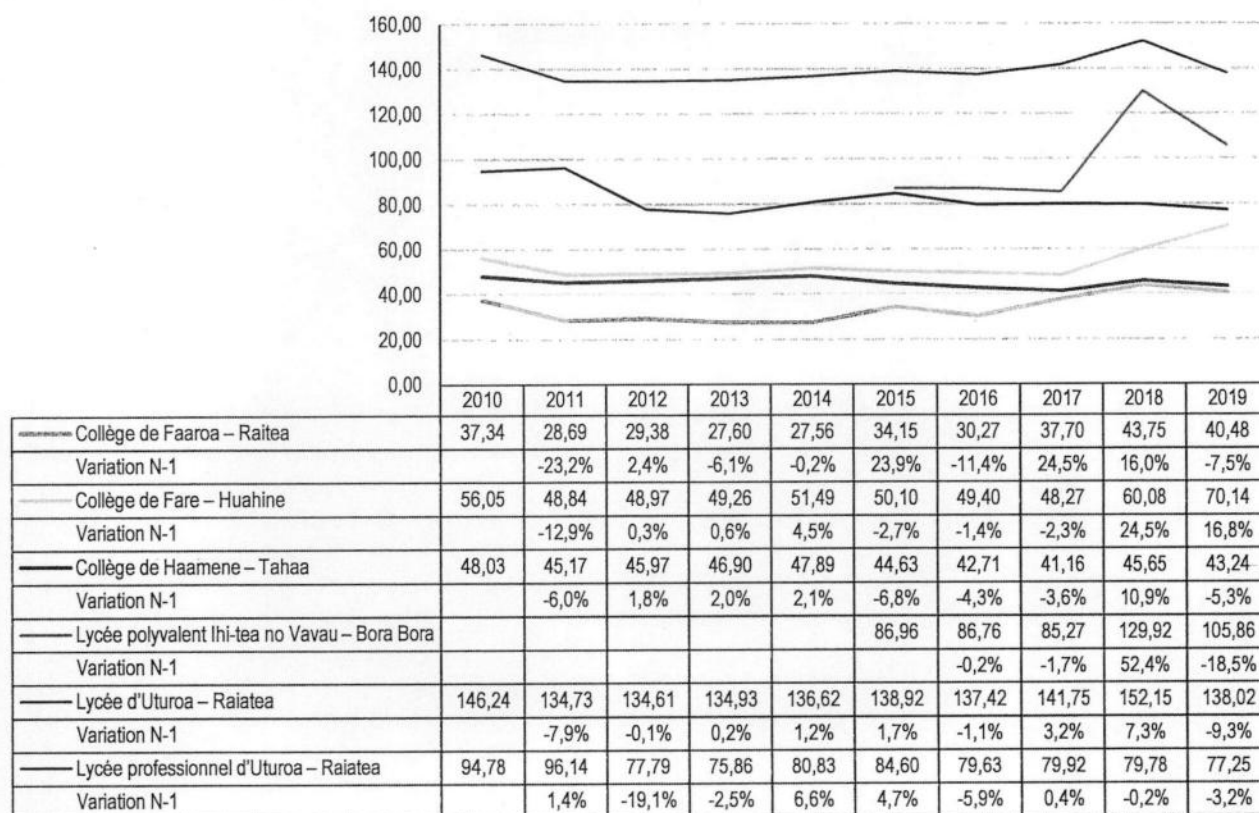 160,00
140,00
120,00
100,00
80,00
60,00
40,00
20,00
0,00
2010 2011 2012 2013 2014 2015 2016 2017 2018 2019
Collège de Faaroa – Raitea 37,34 28,69 29,38 27,60 27,56 34,15 30,27 37,70 43,75 40,48
Variation N-1 -23,2% 2,4% -6,1% -0,2% 23,9% -11,4% 24,5% 16,0% -7,5%
Collège de Fare – Huahine 56,05 48,84 48,97 49,26 51,49 50,10 49,40 48,27 60,08 70,14
Variation N-1 -12,9% 0,3% 0,6% 4,5% -2,7% -1,4% -2,3% 24,5% 16,8%
Collège de Haamene – Tahaa 48,03 45,17 45,97 46,90 47,89 44,63 42,71 41,16 45,65 43,24
Variation N-1 -6,0% 1,8% 2,0% 2,1% -6,8% -4,3% -3,6% 10,9% -5,3%
Lycée polyvalent Ihi-tea no Vavau – Bora Bora 86,96 86,76 85,27 129,92 105,86
Variation N-1 -0,2% -1,7% 52,4% -18,5%
Lycée d'Uturoa – Raiatea 146,24 134,73 134,61 134,93 136,62 138,92 137,42 141,75 152,15 138,02
Variation N-1 -7,9% -0,1% 0,2% 1,2% 1,7% -1,1% 3,2% 7,3% -9,3%
Lycée professionnel d'Uturoa – Raiatea 94,78 96,14 77,79 75,86 80,83 84,60 79,63 79,92 79,78 77,25
Variation N-1 1,4% -19,1% -2,5% 6,6% 4,7% -5,9% 0,4% -0,2% -3,2%